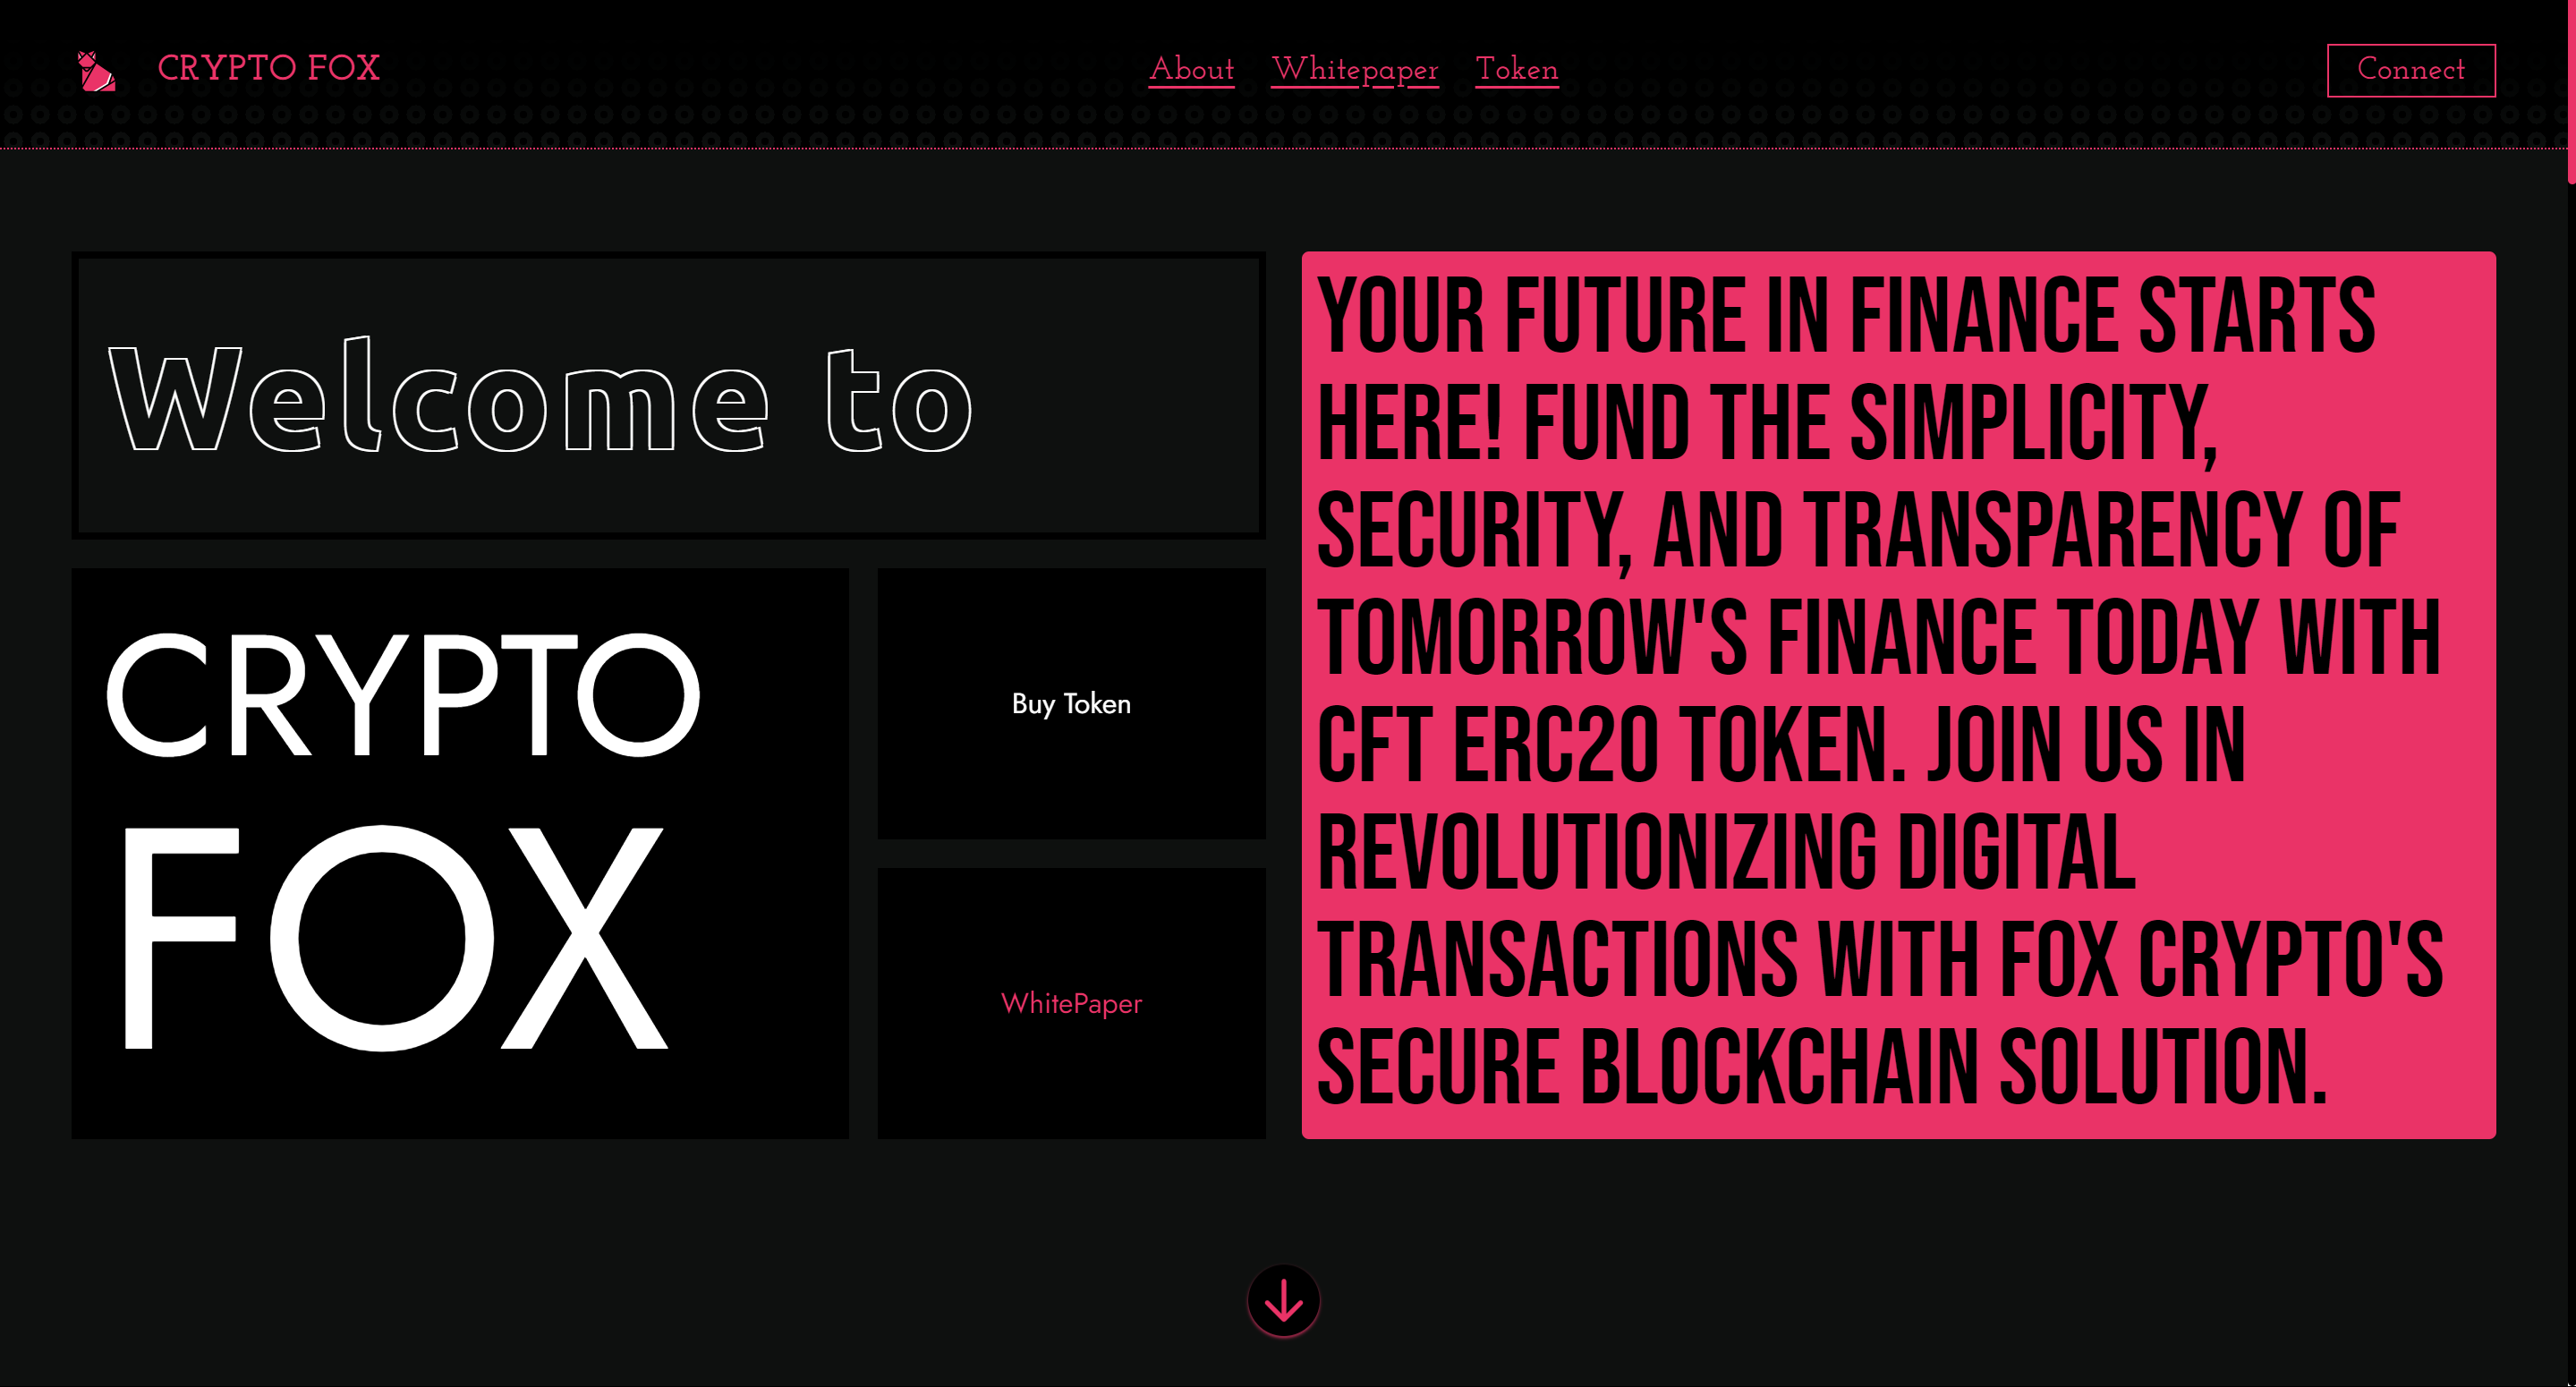 CRYPTO FOX
About Whitepaper Token
Connect
Welcome to
CRYPTO
FOX
Buy Token
WhitePaper
YOUR FUTURE IN FINANCE STARTS
HERE! FUND THE SIMPLICITY,
SECURITY, AND TRANSPARENCY OF
TOMORROW'S FINANCE TODAY WITH
CFT ERC20 TOKEN. JOIN US IN
REVOLUTIONIZING DIGITAL
TRANSACTIONS WITH FOX CRYPTO'S
SECURE BLOCKCHAIN SOLUTION.